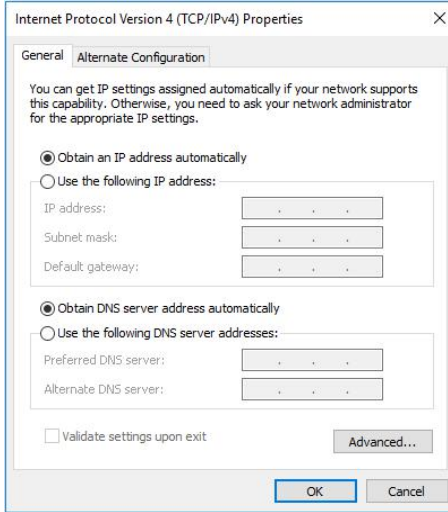 Internet Protocol Version 4 (TCP/IPv4) Properties
General
Alternate Configuration
You can get IP settings assigned automatically if your network supports
this capability. Otherwise, you need to ask your network administrator
for the appropriate IP settings.
Obtain an IP address automatically
Use the following IP address:
IP address:
Subnet mask:
Default gateway:
Obtain DNS server address automatically
Use the following DNS server addresses:
Preferred DNS server:
Alternate DNS server:
Validate settings upon exit
Advanced...
OK
Cancel